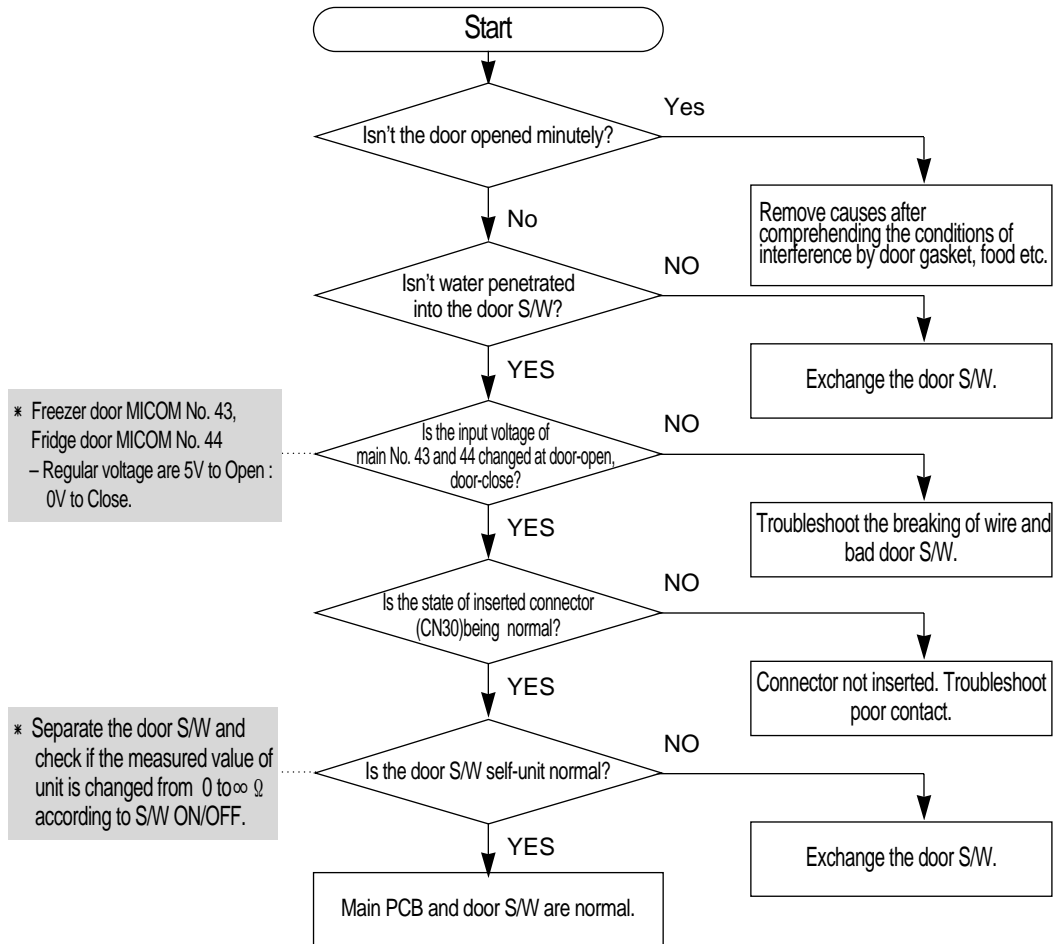 Start
Isn't the door opened minutely?
Yes
Remove causes after
comprehending the conditions of
interference by door gasket, food etc.
No
Isn't water penetrated
into the door S/W?
NO
Exchange the door S/W.
YES
* Freezer door MICOM No. 43,
Fridge door MICOM No. 44
– Regular voltage are 5V to Open :
0V to Close.
Is the input voltage of
main No. 43 and 44 changed at door-open,
door-close?
NO
Troubleshoot the breaking of wire and
bad door S/W.
YES
Is the state of inserted connector
(CN30)being normal?
NO
Connector not inserted. Troubleshoot
poor contact.
YES
* Separate the door S/W and
check if the measured value of
unit is changed from 0 to∞ Ω
according to S/W ON/OFF.
Is the door S/W self-unit normal?
NO
Exchange the door S/W.
YES
Main PCB and door S/W are normal.